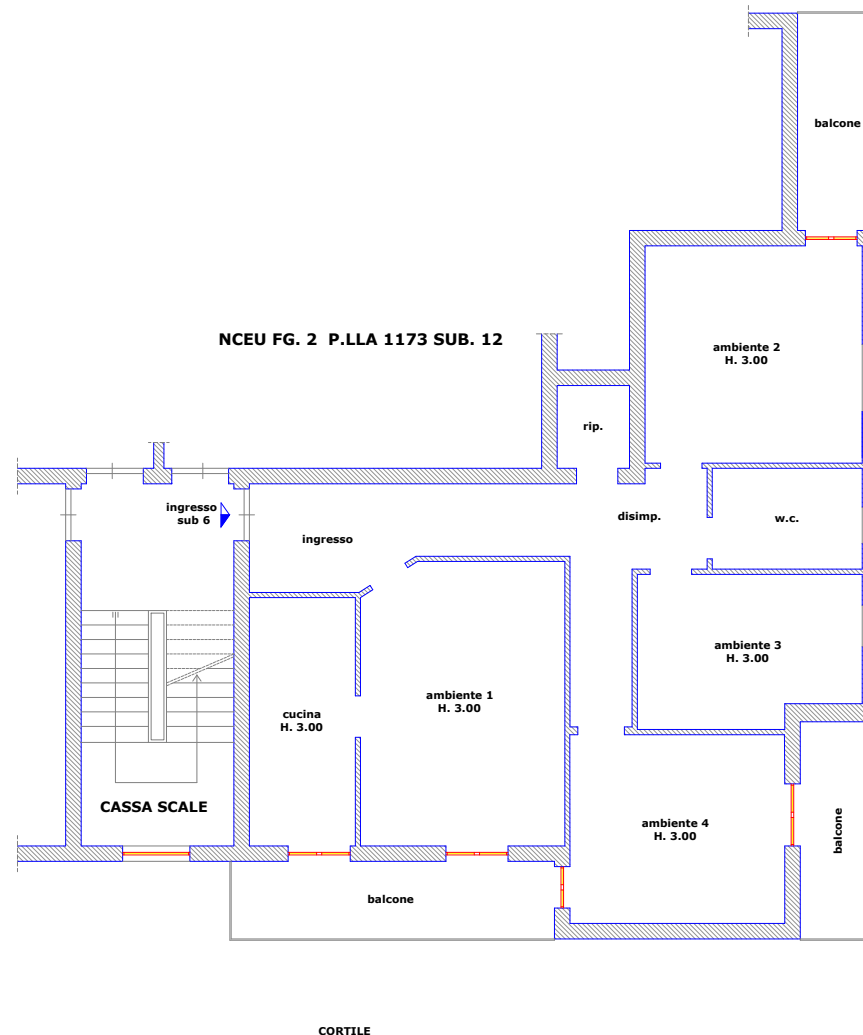 balcone
NCEU FG. 2 P.LLA 1173 SUB. 12
ambiente 2
H. 3.00
rip.
ingresso
sub 6
disimp.
w.c.
ingresso
ambiente 3
H. 3.00
ambiente 1
H. 3.00
cucina
H. 3.00
CASSA SCALE
ambiente 4
H. 3.00
balcone
balcone
CORTILE